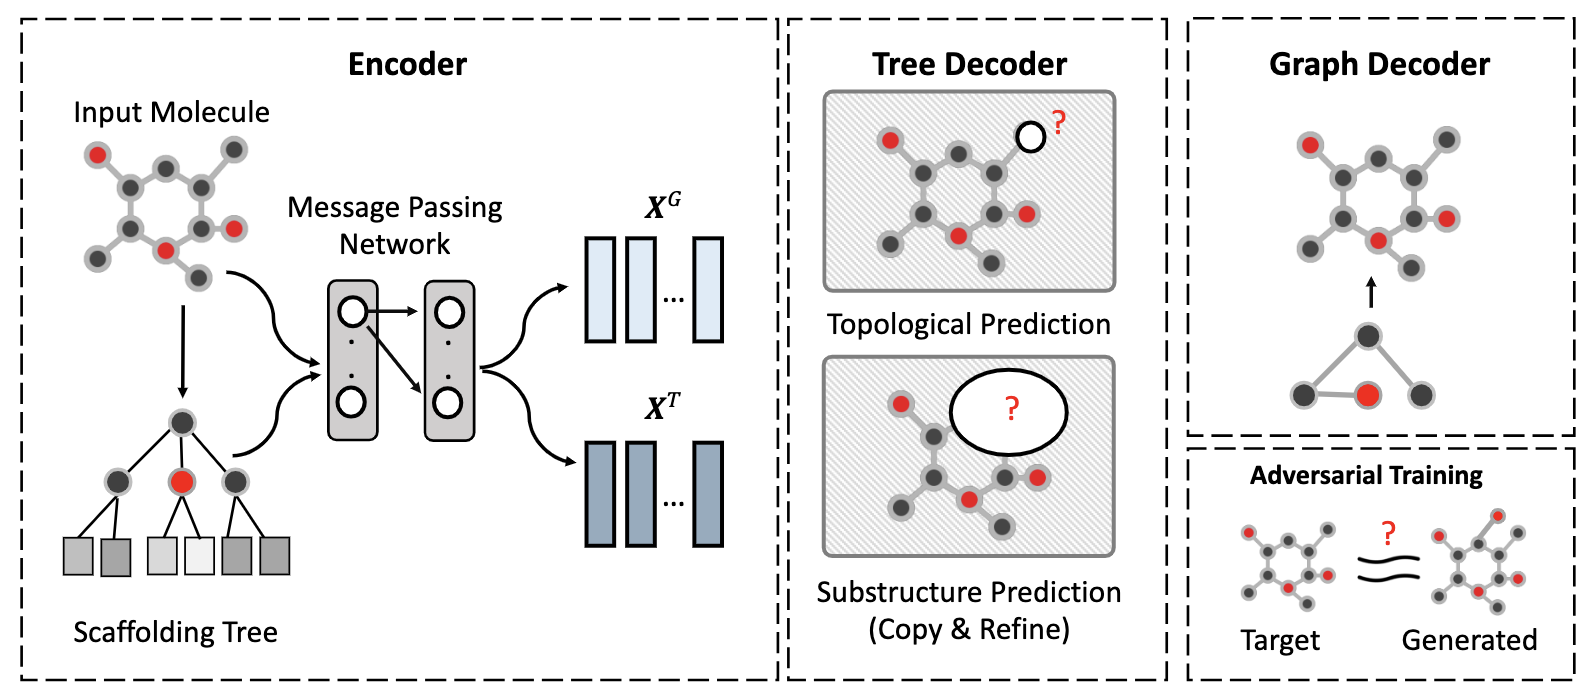 Encoder
Input Molecule
Message Passing
Network
X^G
...
X^T
...
Scaffolding Tree
Tree Decoder
?
Topological Prediction
?
Substructure Prediction
(Copy & Refine)
Graph Decoder
Adversarial Training
?
Target
Generated